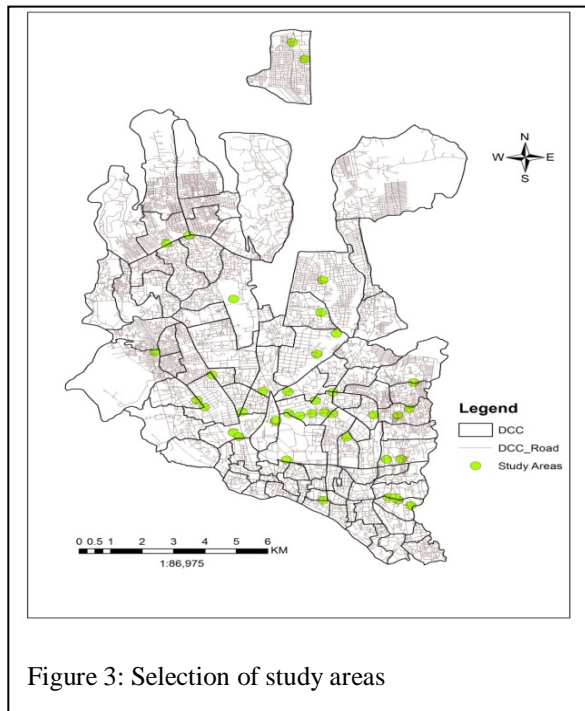 N
W E
S
Legend
DCC
DCC_Road
Study Areas
0 0.5 1 2 3 4 5 6
KM
1:86,975
Figure 3: Selection of study areas